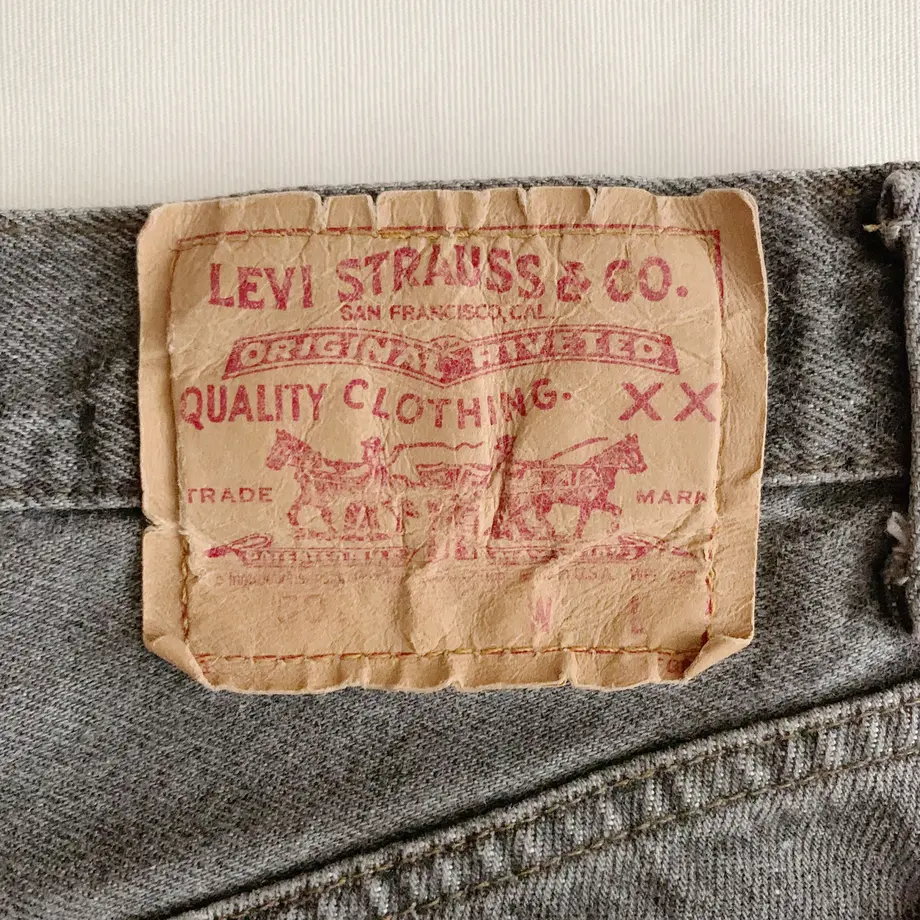 LEVI STRAUSS & CO.
SAN FRANCISCO, CAL.
ORIGINAL RIVETED
QUALITY CLOTHING. XX
TRADE MARK
U.S.A.
W L